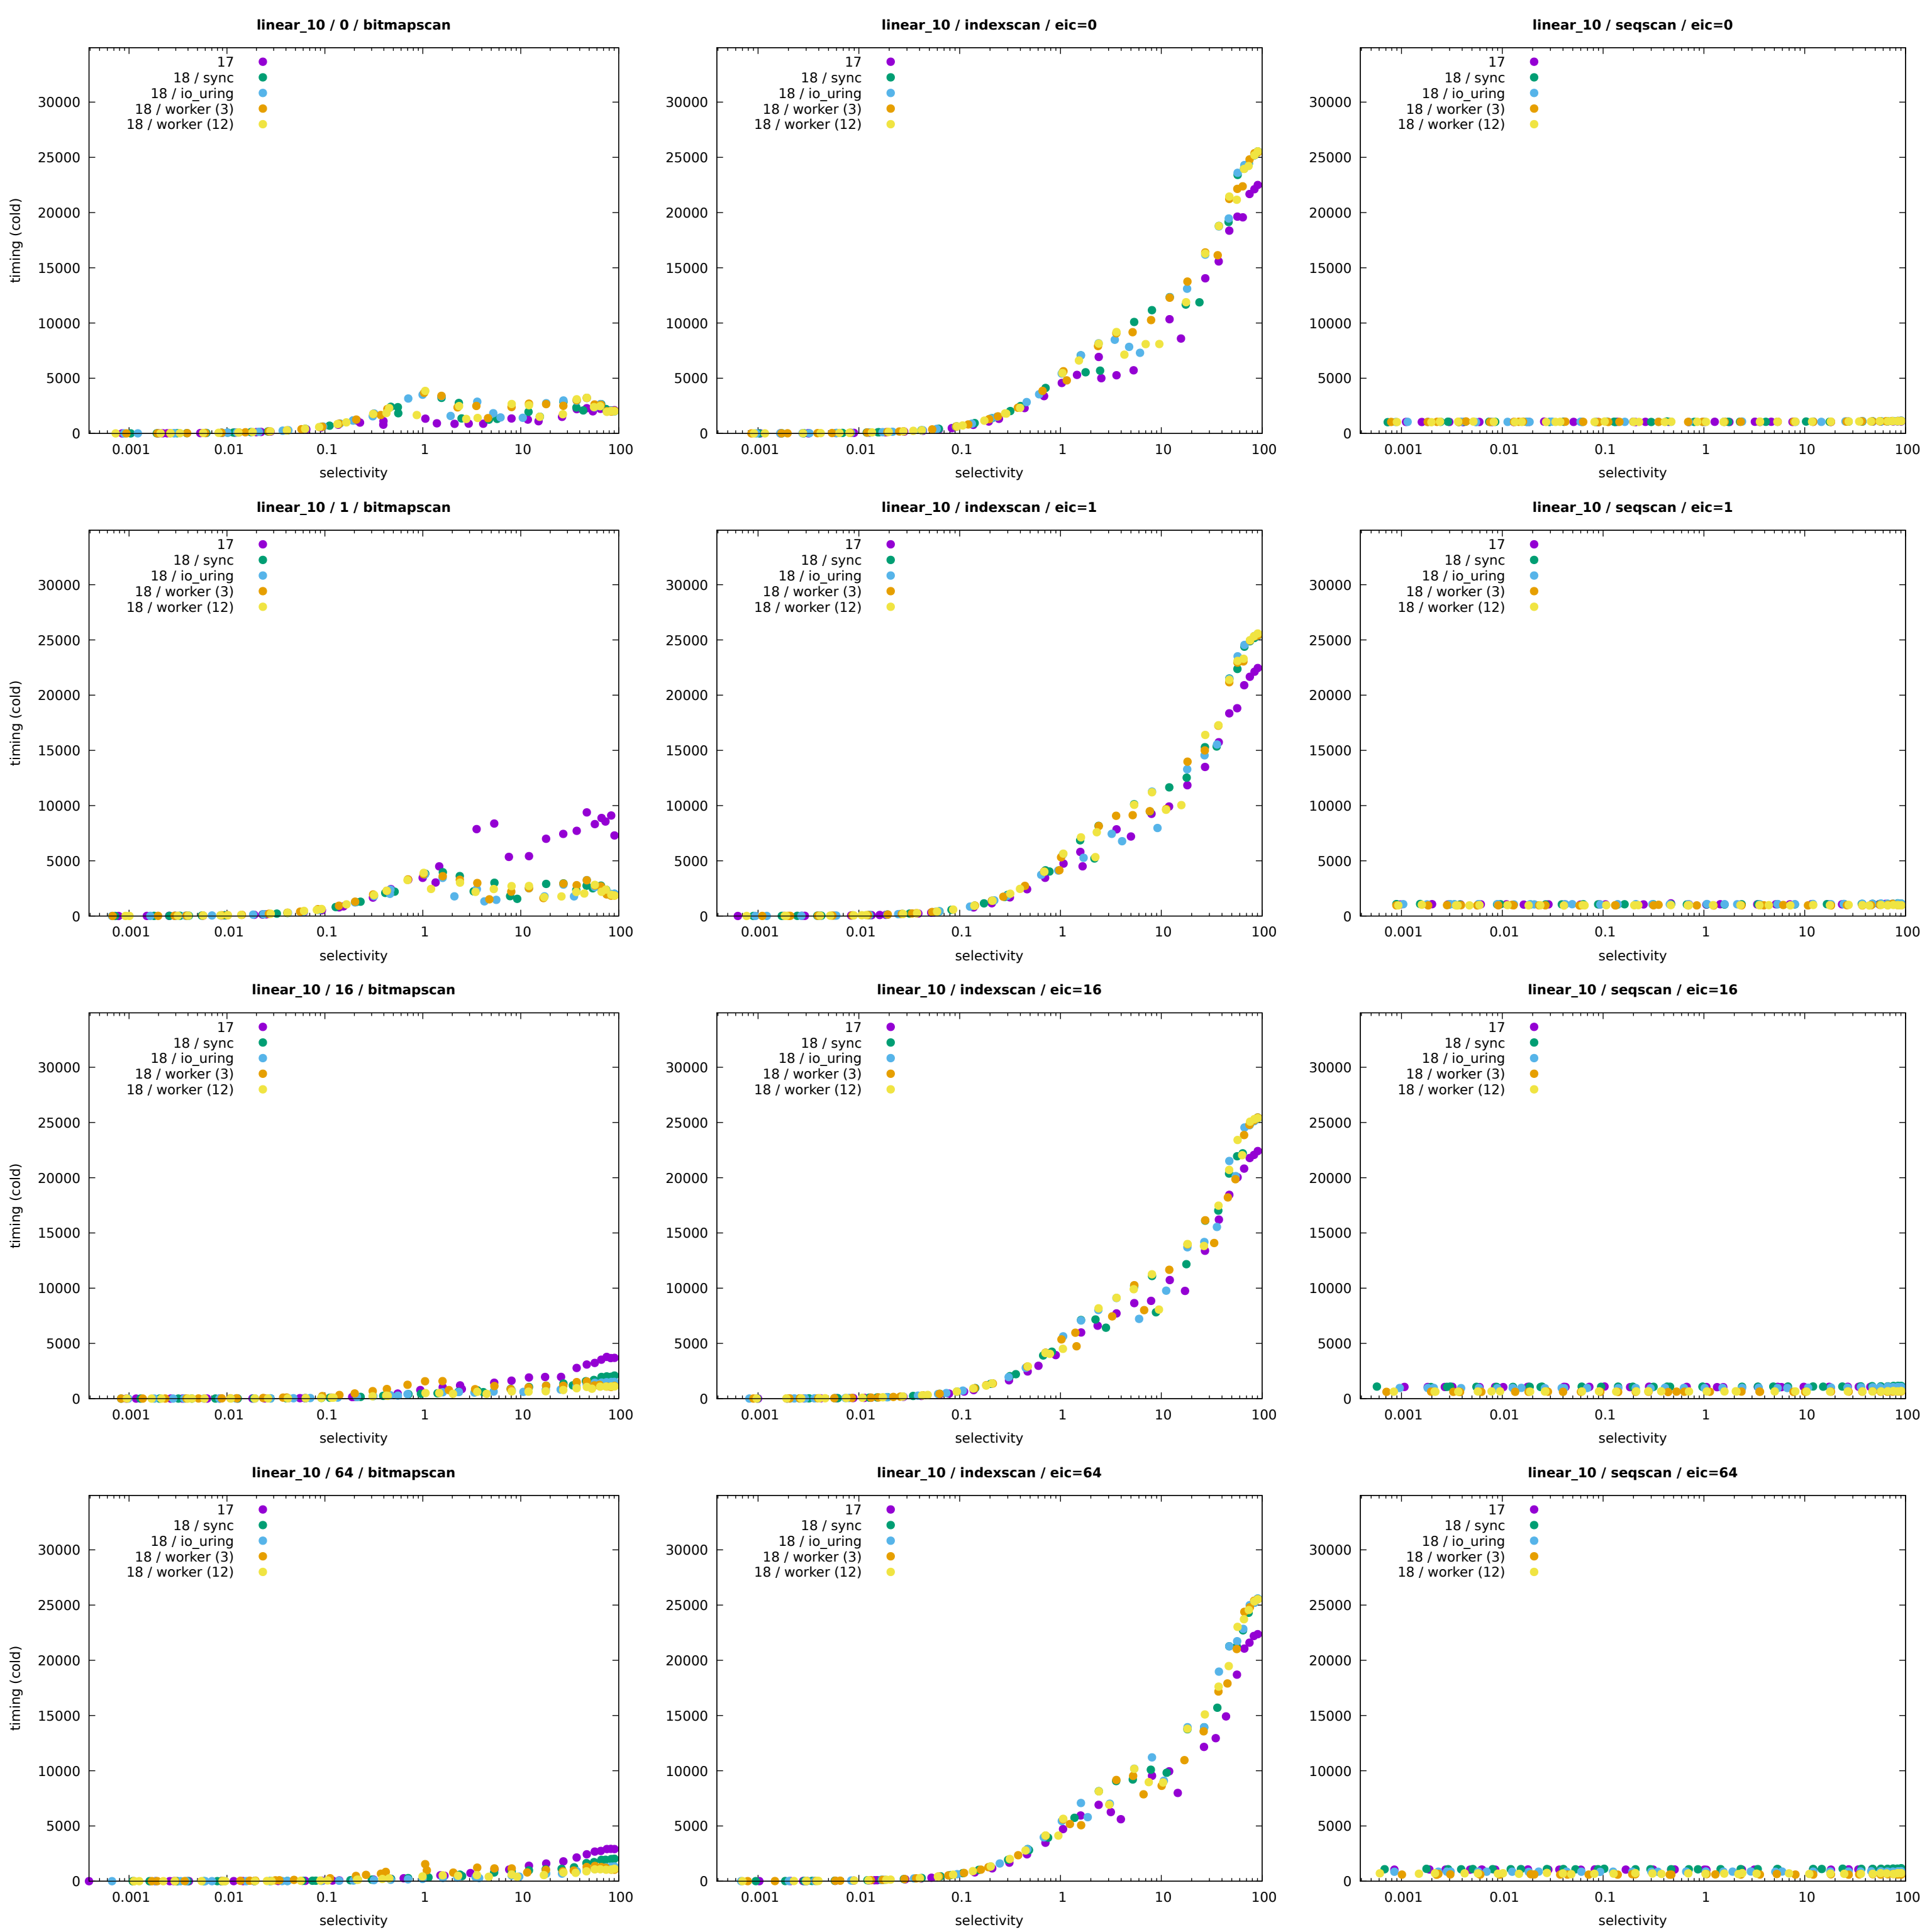 linear_10 / 0 / bitmapscan
17
18 / sync
18 / io_uring
18 / worker (3)
18 / worker (12)
timing (cold)
30000
25000
20000
15000
10000
5000
0
0.001 0.01 0.1 1 10 100
selectivity
linear_10 / indexscan / eic=0
17
18 / sync
18 / io_uring
18 / worker (3)
18 / worker (12)
30000
25000
20000
15000
10000
5000
0
0.001 0.01 0.1 1 10 100
selectivity
linear_10 / seqscan / eic=0
17
18 / sync
18 / io_uring
18 / worker (3)
18 / worker (12)
30000
25000
20000
15000
10000
5000
0
0.001 0.01 0.1 1 10 100
selectivity
linear_10 / 1 / bitmapscan
17
18 / sync
18 / io_uring
18 / worker (3)
18 / worker (12)
timing (cold)
30000
25000
20000
15000
10000
5000
0
0.001 0.01 0.1 1 10 100
selectivity
linear_10 / indexscan / eic=1
17
18 / sync
18 / io_uring
18 / worker (3)
18 / worker (12)
30000
25000
20000
15000
10000
5000
0
0.001 0.01 0.1 1 10 100
selectivity
linear_10 / seqscan / eic=1
17
18 / sync
18 / io_uring
18 / worker (3)
18 / worker (12)
30000
25000
20000
15000
10000
5000
0
0.001 0.01 0.1 1 10 100
selectivity
linear_10 / 16 / bitmapscan
17
18 / sync
18 / io_uring
18 / worker (3)
18 / worker (12)
timing (cold)
30000
25000
20000
15000
10000
5000
0
0.001 0.01 0.1 1 10 100
selectivity
linear_10 / indexscan / eic=16
17
18 / sync
18 / io_uring
18 / worker (3)
18 / worker (12)
30000
25000
20000
15000
10000
5000
0
0.001 0.01 0.1 1 10 100
selectivity
linear_10 / seqscan / eic=16
17
18 / sync
18 / io_uring
18 / worker (3)
18 / worker (12)
30000
25000
20000
15000
10000
5000
0
0.001 0.01 0.1 1 10 100
selectivity
linear_10 / 64 / bitmapscan
17
18 / sync
18 / io_uring
18 / worker (3)
18 / worker (12)
timing (cold)
30000
25000
20000
15000
10000
5000
0
0.001 0.01 0.1 1 10 100
selectivity
linear_10 / indexscan / eic=64
17
18 / sync
18 / io_uring
18 / worker (3)
18 / worker (12)
30000
25000
20000
15000
10000
5000
0
0.001 0.01 0.1 1 10 100
selectivity
linear_10 / seqscan / eic=64
17
18 / sync
18 / io_uring
18 / worker (3)
18 / worker (12)
30000
25000
20000
15000
10000
5000
0
0.001 0.01 0.1 1 10 100
selectivity